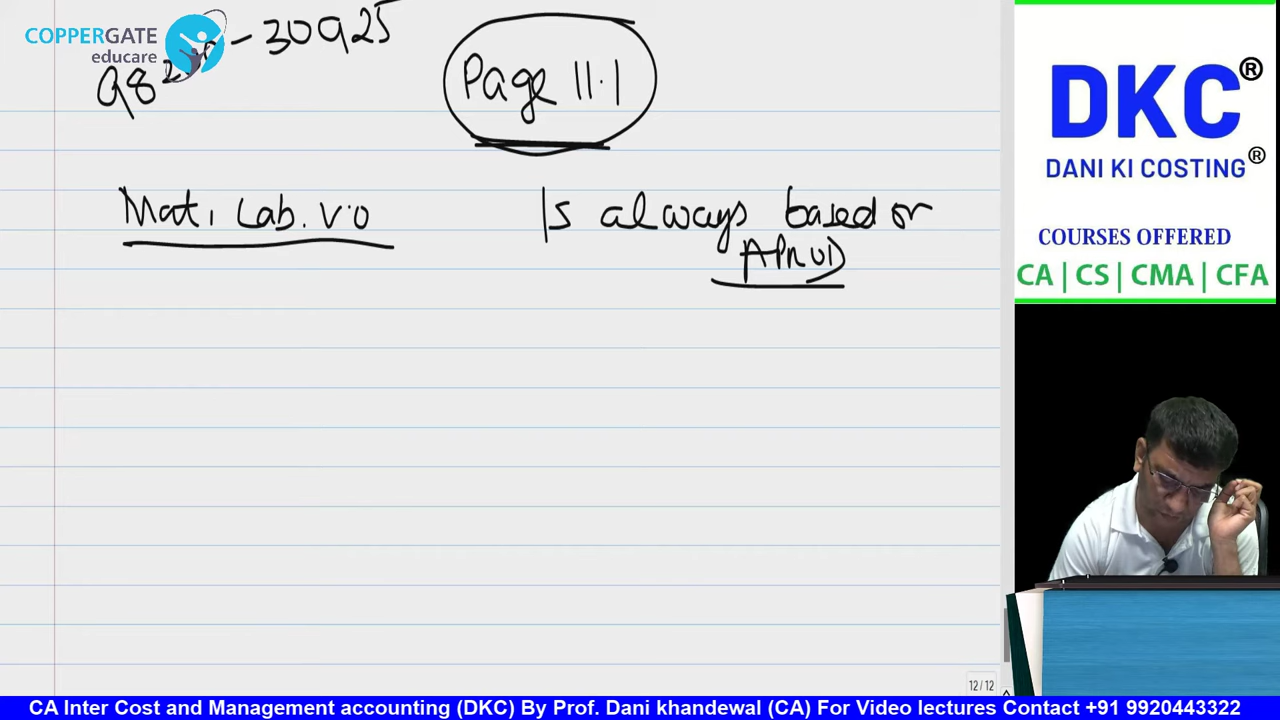 COPPERGATE
educare
- 30925
98
Page 11.1
Mat, Lab. V.O Is always based on
DKC®
DANI KI COSTING®
COURSES OFFERED
CA | CS | CMA | CFA
12/12
CA Inter Cost and Management accounting (DKC) By Prof. Dani khandewal (CA) For Video lectures Contact +91 9920443322